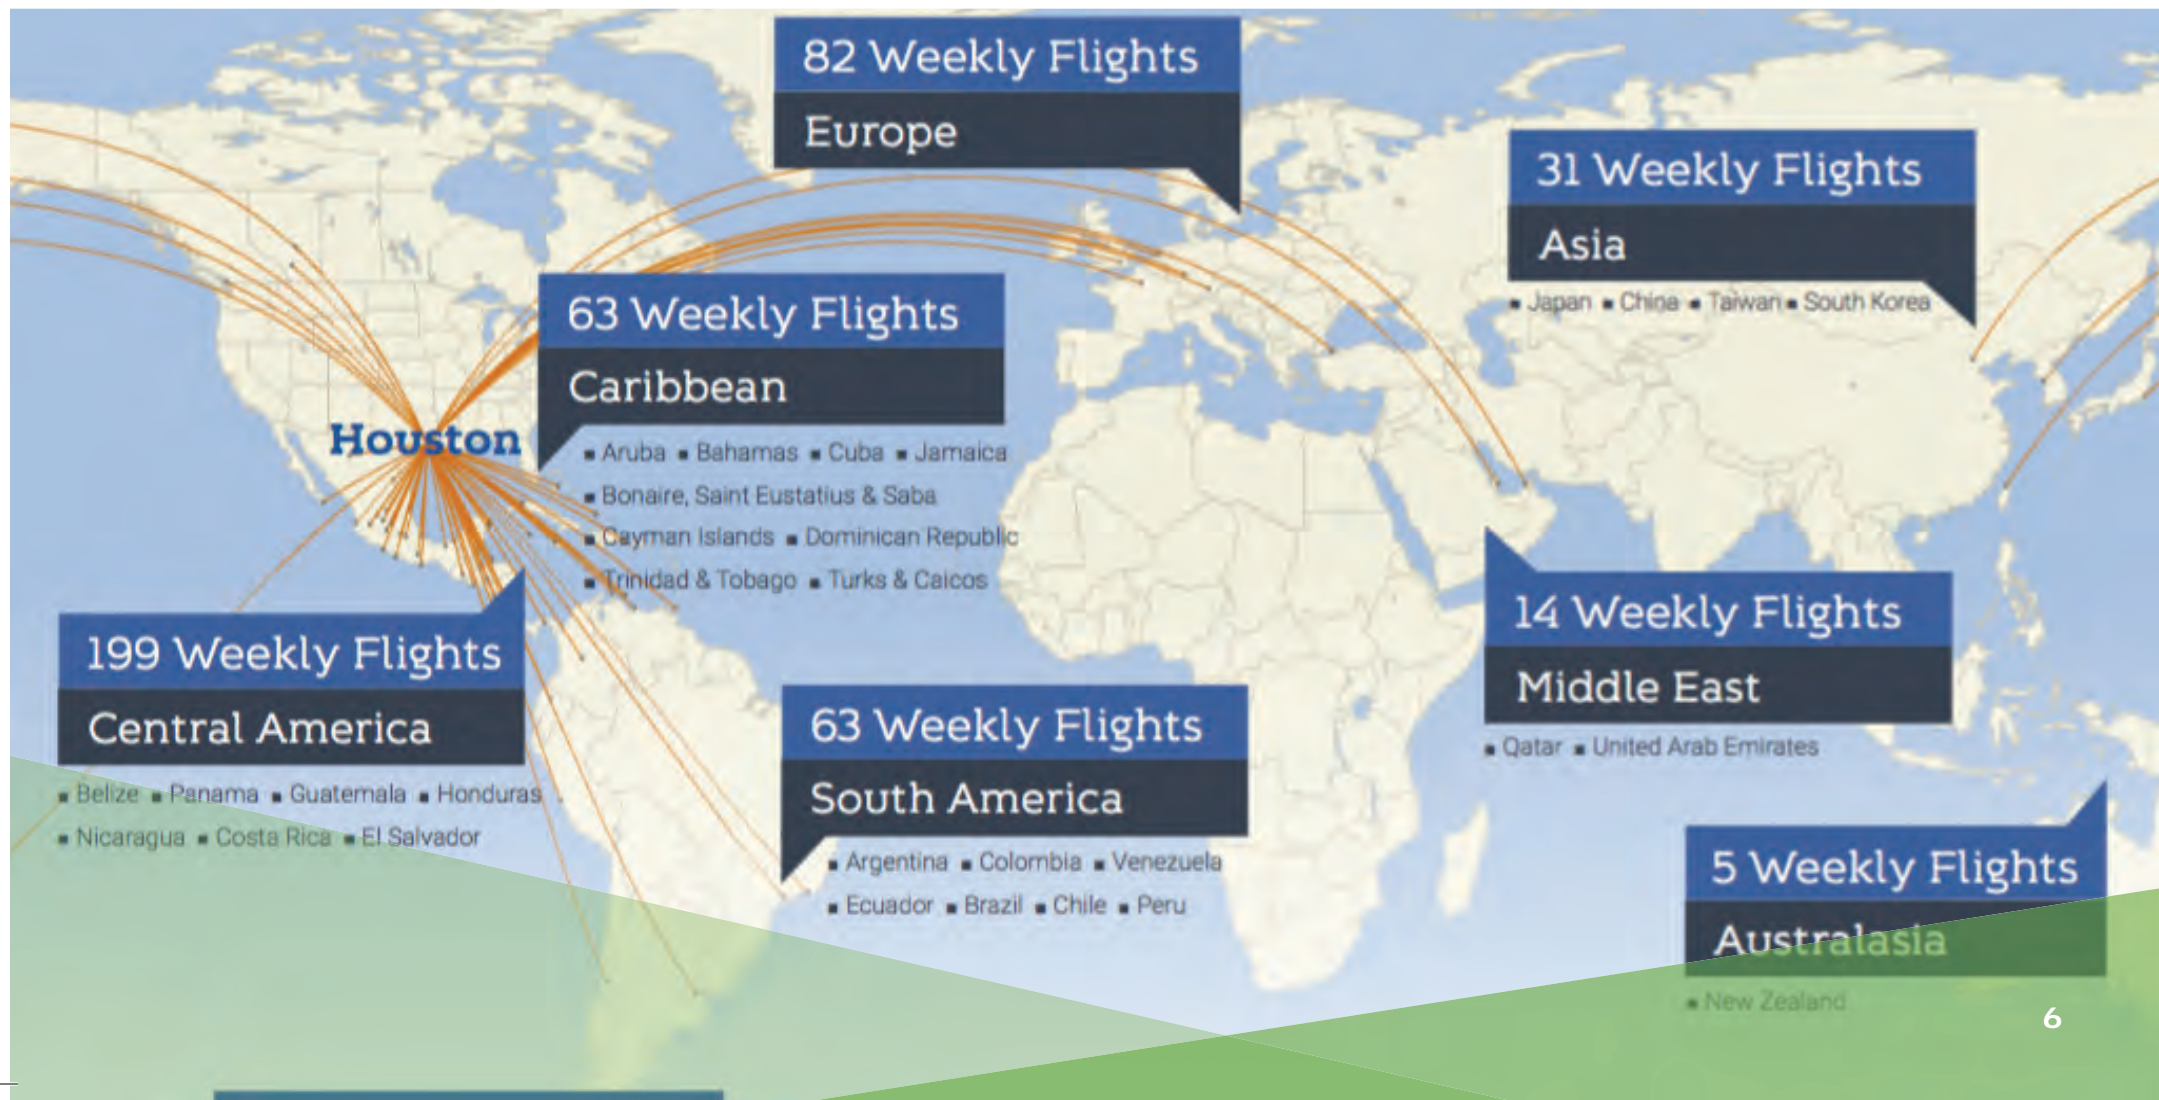 82 Weekly Flights
Europe
31 Weekly Flights
Asia
▪ Japan ▪ China ▪ Taiwan ▪ South Korea
63 Weekly Flights
Caribbean
▪ Aruba ▪ Bahamas ▪ Cuba ▪ Jamaica
▪ Bonaire, Saint Eustatius & Saba
▪ Cayman Islands ▪ Dominican Republic
▪ Trinidad & Tobago ▪ Turks & Caicos
Houston
199 Weekly Flights
Central America
▪ Belize ▪ Panama ▪ Guatemala ▪ Honduras
▪ Nicaragua ▪ Costa Rica ▪ El Salvador
63 Weekly Flights
South America
▪ Argentina ▪ Colombia ▪ Venezuela
▪ Ecuador ▪ Brazil ▪ Chile ▪ Peru
14 Weekly Flights
Middle East
▪ Qatar ▪ United Arab Emirates
5 Weekly Flights
Australasia
▪ New Zealand
6